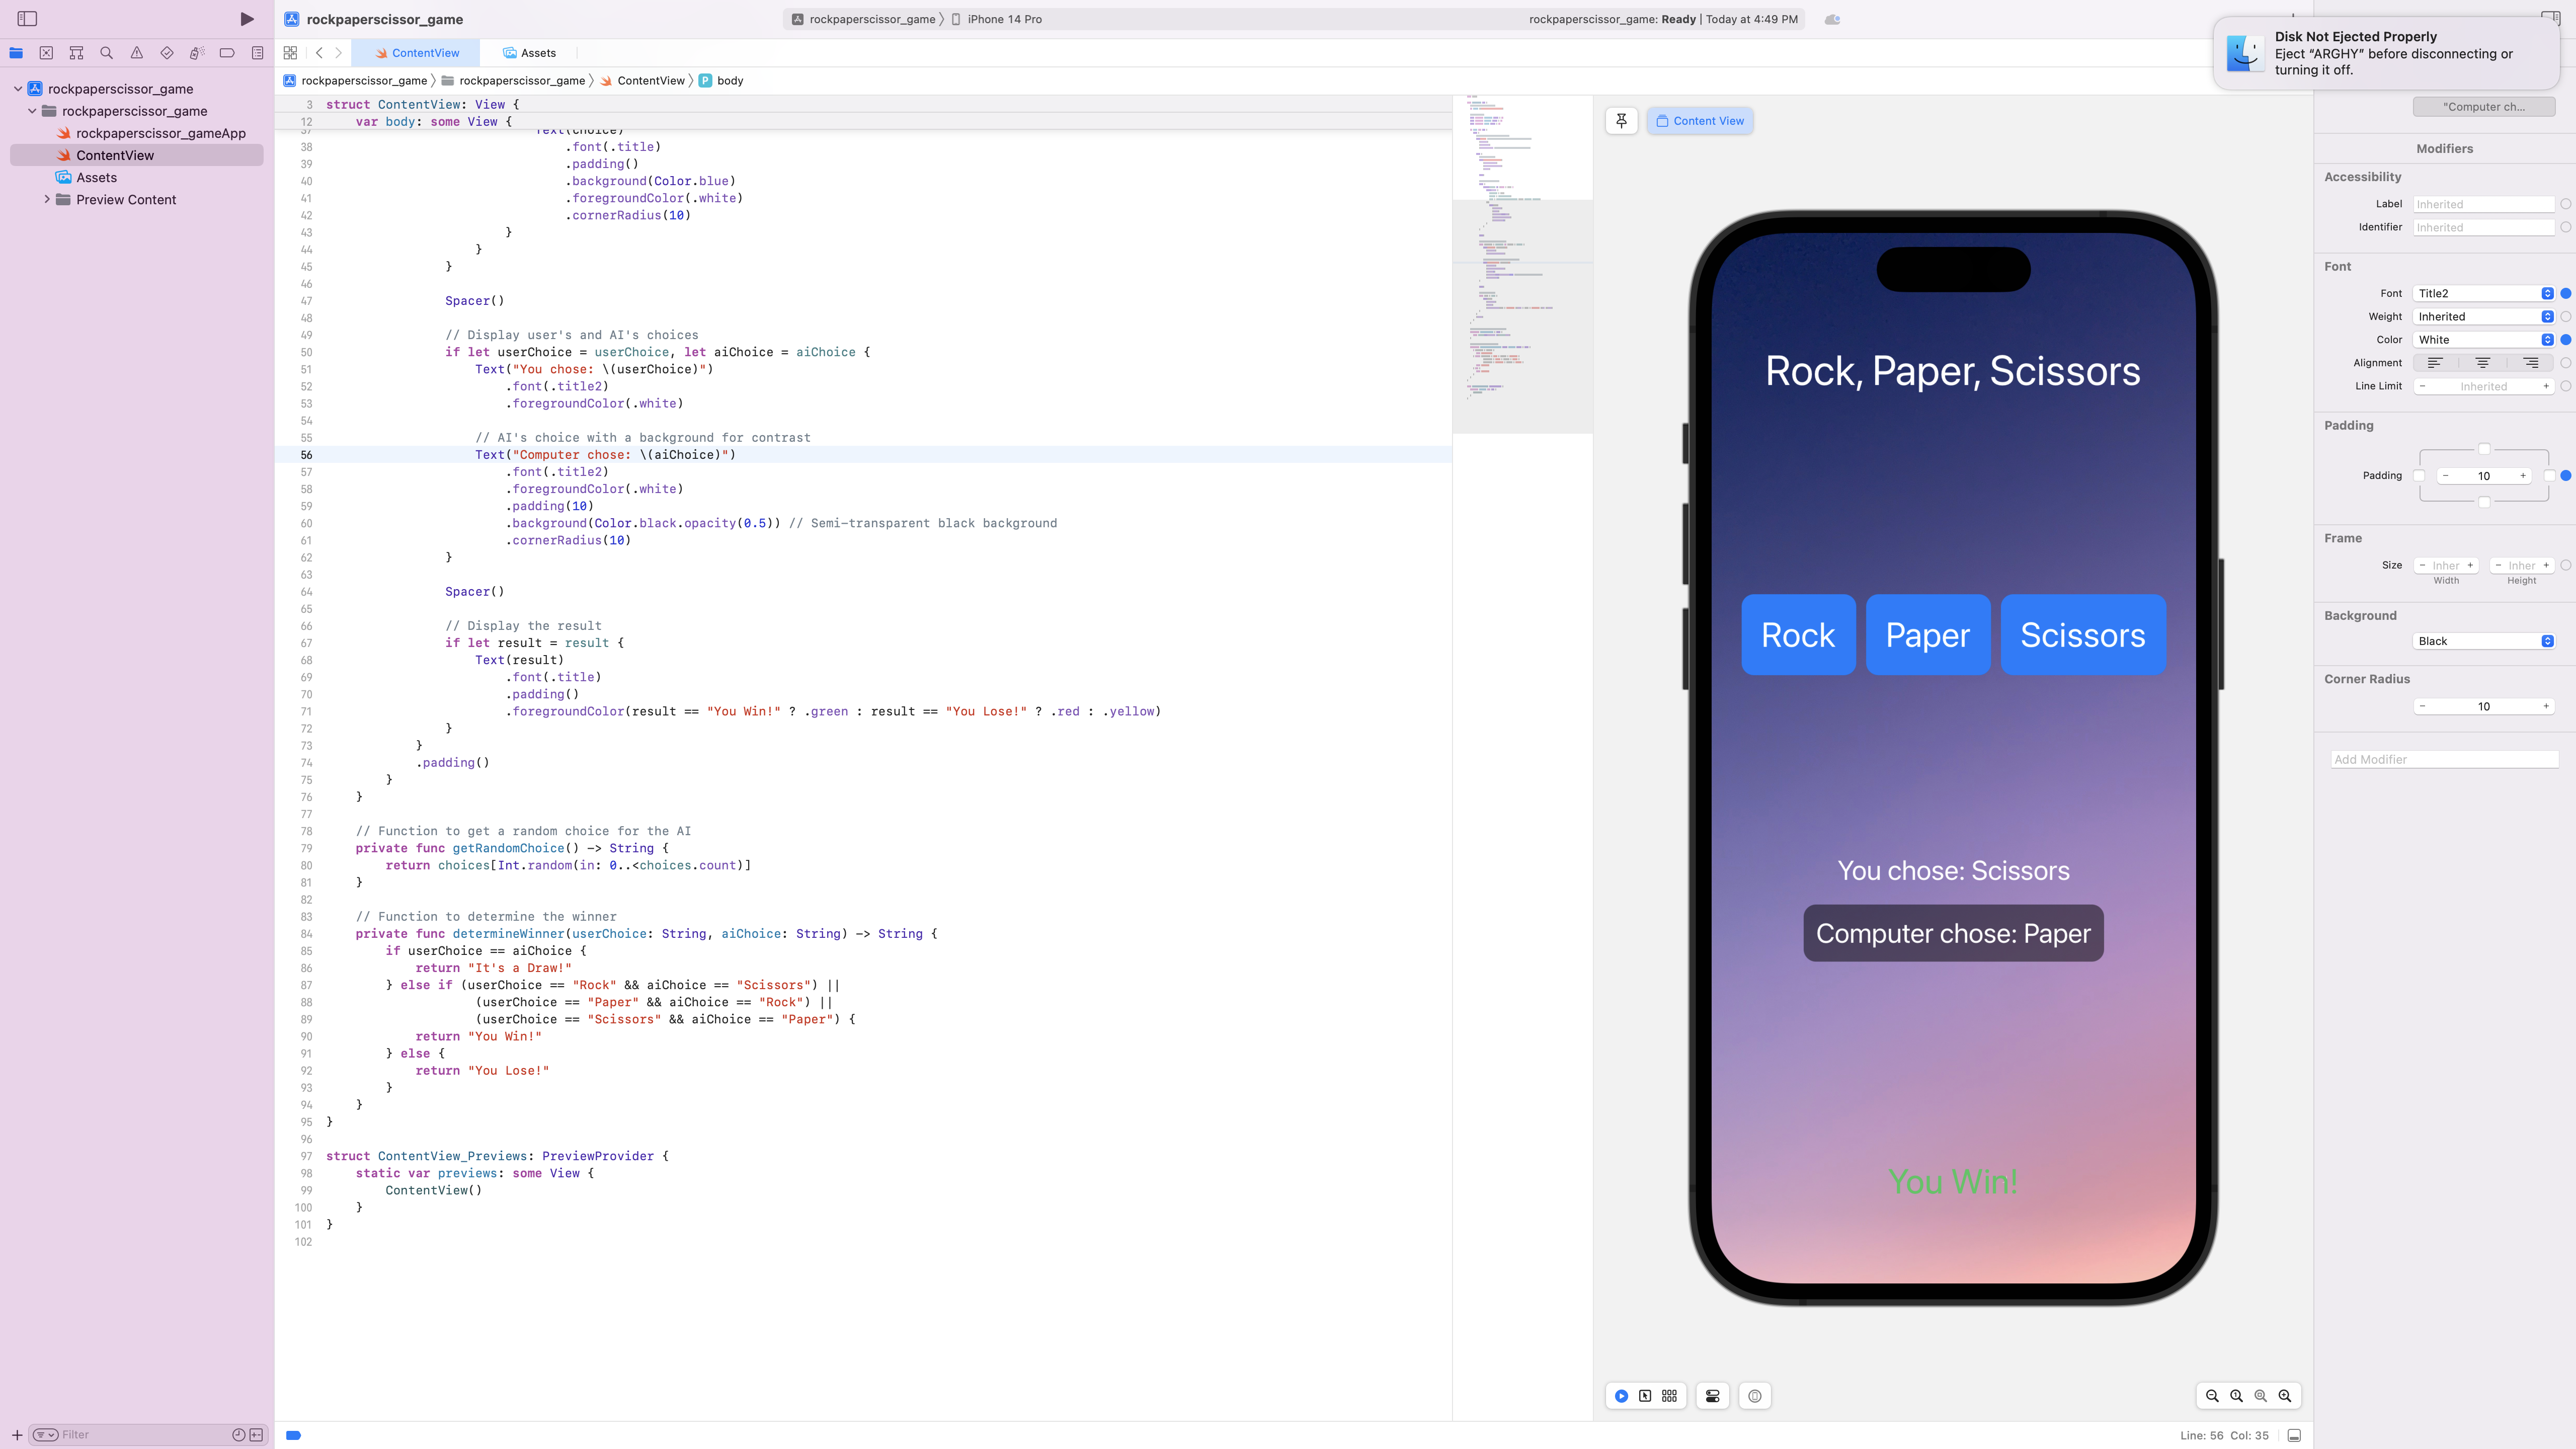 rockpaperscissor_game
rockpaperscissor_game
iPhone 14 Pro
rockpaperscissor_game: Ready | Today at 4:49 PM
Disk Not Ejected Properly
Eject “ARGHY” before disconnecting or
turning it off.
ContentView
Assets
rockpaperscissor_game
rockpaperscissor_game
ContentView
body
rockpaperscissor_game
rockpaperscissor_game
rockpaperscissor_gameApp
ContentView
Assets
Preview Content
Filter
3 struct ContentView: View {
12 var body: some View {
37 Text(choice)
38 .font(.title)
39 .padding()
40 .background(Color.blue)
41 .foregroundColor(.white)
42 .cornerRadius(10)
43 }
44 }
45 }
46
47 Spacer()
48
49 // Display user's and AI's choices
50 if let userChoice = userChoice, let aiChoice = aiChoice {
51 Text("You chose: \(userChoice)")
52 .font(.title2)
53 .foregroundColor(.white)
54
55 // AI's choice with a background for contrast
56 Text("Computer chose: \(aiChoice)")
57 .font(.title2)
58 .foregroundColor(.white)
59 .padding(10)
60 .background(Color.black.opacity(0.5)) // Semi-transparent black background
61 .cornerRadius(10)
62 }
63
64 Spacer()
65
66 // Display the result
67 if let result = result {
68 Text(result)
69 .font(.title)
70 .padding()
71 .foregroundColor(result == "You Win!" ? .green : result == "You Lose!" ? .red : .yellow)
72 }
73 }
74 .padding()
75 }
76 }
77
78 // Function to get a random choice for the AI
79 private func getRandomChoice() -> String {
80 return choices[Int.random(in: 0..<choices.count)]
81 }
82
83 // Function to determine the winner
84 private func determineWinner(userChoice: String, aiChoice: String) -> String {
85 if userChoice == aiChoice {
86 return "It's a Draw!"
87 } else if (userChoice == "Rock" && aiChoice == "Scissors") ||
88 (userChoice == "Paper" && aiChoice == "Rock") ||
89 (userChoice == "Scissors" && aiChoice == "Paper") {
90 return "You Win!"
91 } else {
92 return "You Lose!"
93 }
94 }
95 }
96
97 struct ContentView_Previews: PreviewProvider {
98 static var previews: some View {
99 ContentView()
100 }
101 }
102
Content View
Rock, Paper, Scissors
Rock
Paper
Scissors
You chose: Scissors
Computer chose: Paper
You Win!
"Computer ch...
Modifiers
Accessibility
Label Inherited
Identifier Inherited
Font
Font Title2
Weight Inherited
Color White
Alignment
Line Limit − Inherited +
Padding
Padding − 10 +
Frame
Size − Inher + − Inher +
Width Height
Background
Black
Corner Radius
− 10 +
Add Modifier
Line: 56 Col: 35